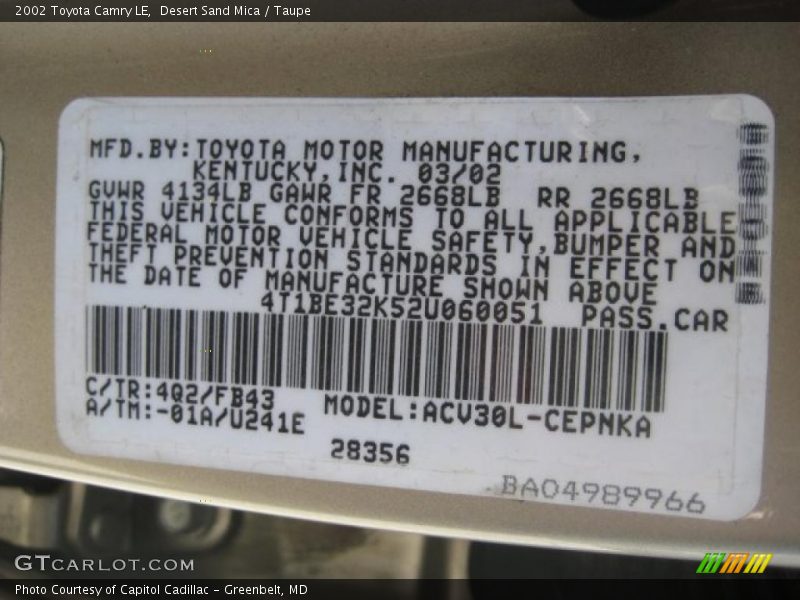 2002 Toyota Camry LE, Desert Sand Mica / Taupe
MFD.BY:TOYOTA MOTOR MANUFACTURING,
KENTUCKY,INC. 03/02
GVWR 4134LB GAWR FR 2668LB RR 2668LB
THIS VEHICLE CONFORMS TO ALL APPLICABLE
FEDERAL MOTOR VEHICLE SAFETY,BUMPER AND
THEFT PREVENTION STANDARDS IN EFFECT ON
THE DATE OF MANUFACTURE SHOWN ABOVE
4T1BE32K52U060051 PASS.CAR
C/TR:4Q2/FB43
A/TM:-01A/U241E
MODEL:ACV30L-CEPNKA
28356
BA04989966
GTCARLOT.COM
Photo Courtesy of Capitol Cadillac - Greenbelt, MD